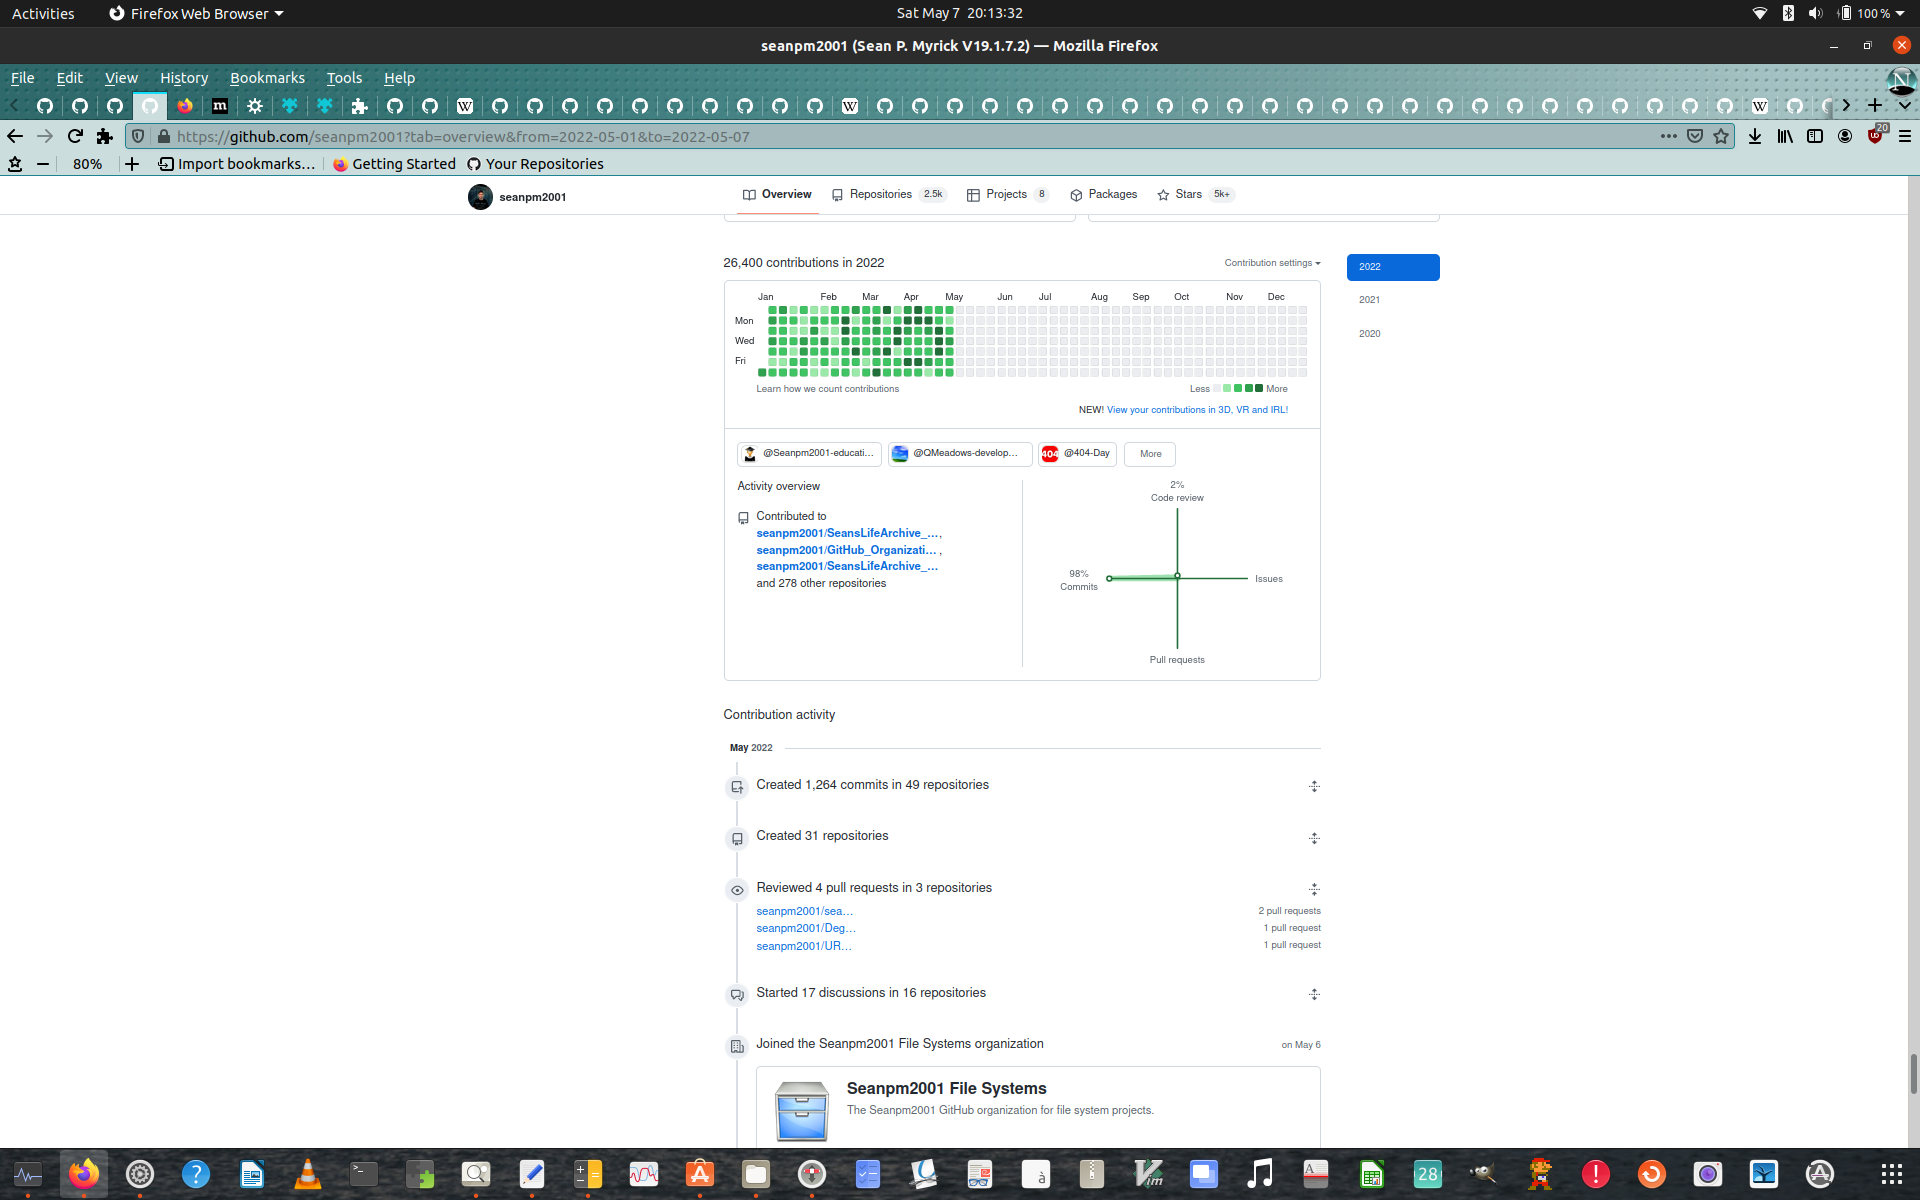 Activities
Firefox Web Browser
Sat May 7 20:13:32
100 %
seanpm2001 (Sean P. Myrick V19.1.7.2) — Mozilla Firefox
File Edit View History Bookmarks Tools Help
https://github.com/seanpm2001?tab=overview&from=2022-05-01&to=2022-05-07
20
80%
Import bookmarks…
Getting Started
Your Repositories
seanpm2001
Overview
Repositories 2.5k
Projects 8
Packages
Stars 5k+
26,400 contributions in 2022
Contribution settings
2022
2021
2020
Jan Feb Mar Apr May Jun Jul Aug Sep Oct Nov Dec
Mon
Wed
Fri
Learn how we count contributions
Less More
NEW! View your contributions in 3D, VR and IRL!
@Seanpm2001-educati…
@QMeadows-develop…
404 @404-Day
More
Activity overview
Contributed to
seanpm2001/SeansLifeArchive_…,
seanpm2001/GitHub_Organizati… ,
seanpm2001/SeansLifeArchive_…
and 278 other repositories
2%
Code review
98%
Commits
Issues
Pull requests
Contribution activity
May 2022
Created 1,264 commits in 49 repositories
Created 31 repositories
Reviewed 4 pull requests in 3 repositories
seanpm2001/sea… 2 pull requests
seanpm2001/Deg… 1 pull request
seanpm2001/UR… 1 pull request
Started 17 discussions in 16 repositories
Joined the Seanpm2001 File Systems organization on May 6
Seanpm2001 File Systems
The Seanpm2001 GitHub organization for file system projects.
28